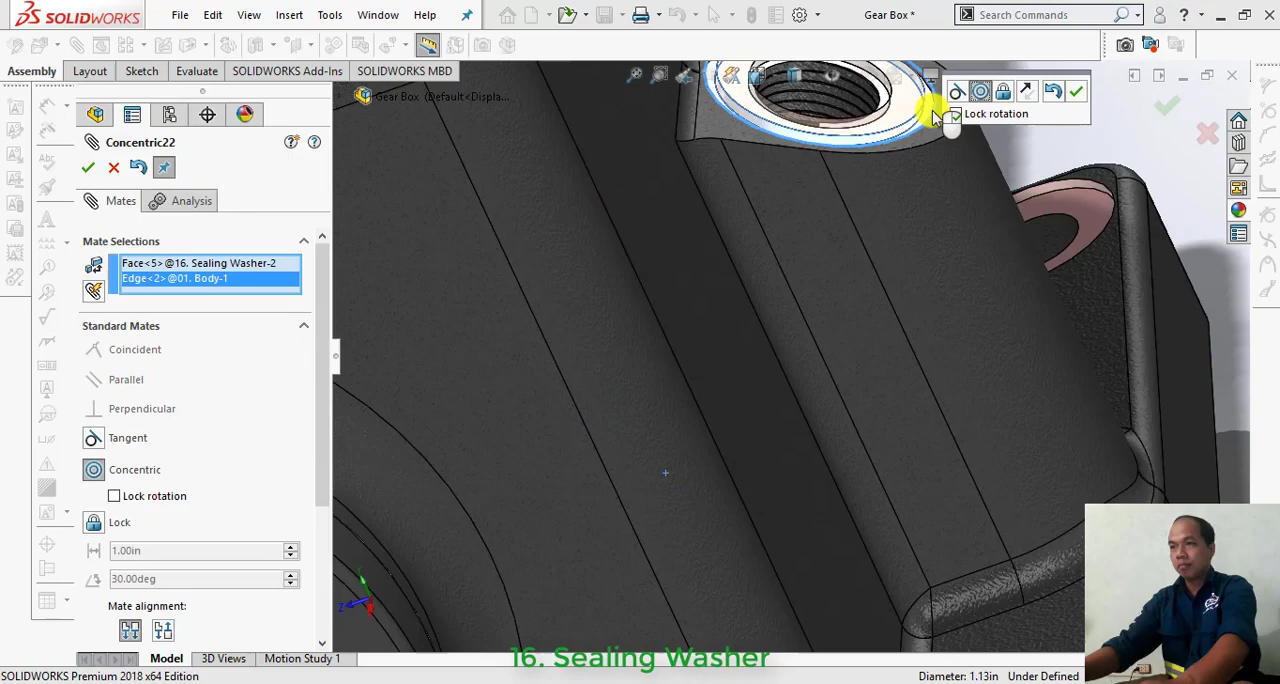 SOLIDWORKS
File Edit View Insert Tools Window Help
Gear Box *
Search Commands
Assembly Layout Sketch Evaluate SOLIDWORKS Add-Ins SOLIDWORKS MBD
Gear Box (Default<Displa...
Lock rotation
Concentric22
Mates
Analysis
Mate Selections
Face<5>@16. Sealing Washer-2
Edge<2>@01. Body-1
Standard Mates
Coincident
Parallel
Perpendicular
Tangent
Concentric
Lock rotation
Lock
1.00in
30.00deg
Mate alignment:
Z
Model 3D Views Motion Study 1
16. Sealing Washer
SOLIDWORKS Premium 2018 x64 Edition
Diameter: 1.13in Under Defined